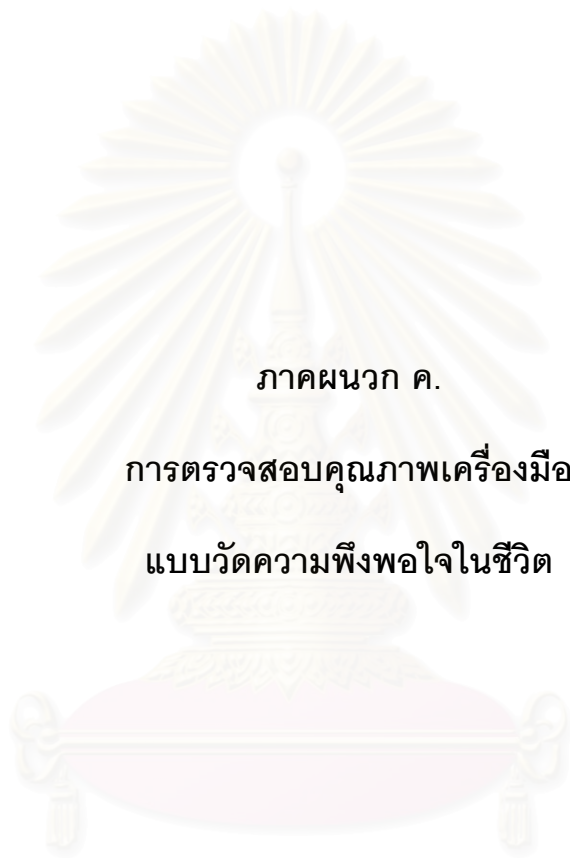 ภาคผนวก ค.
การตรวจสอบคุณภาพเครื่องมือ
แบบวัดความพึงพอใจในชีวิต